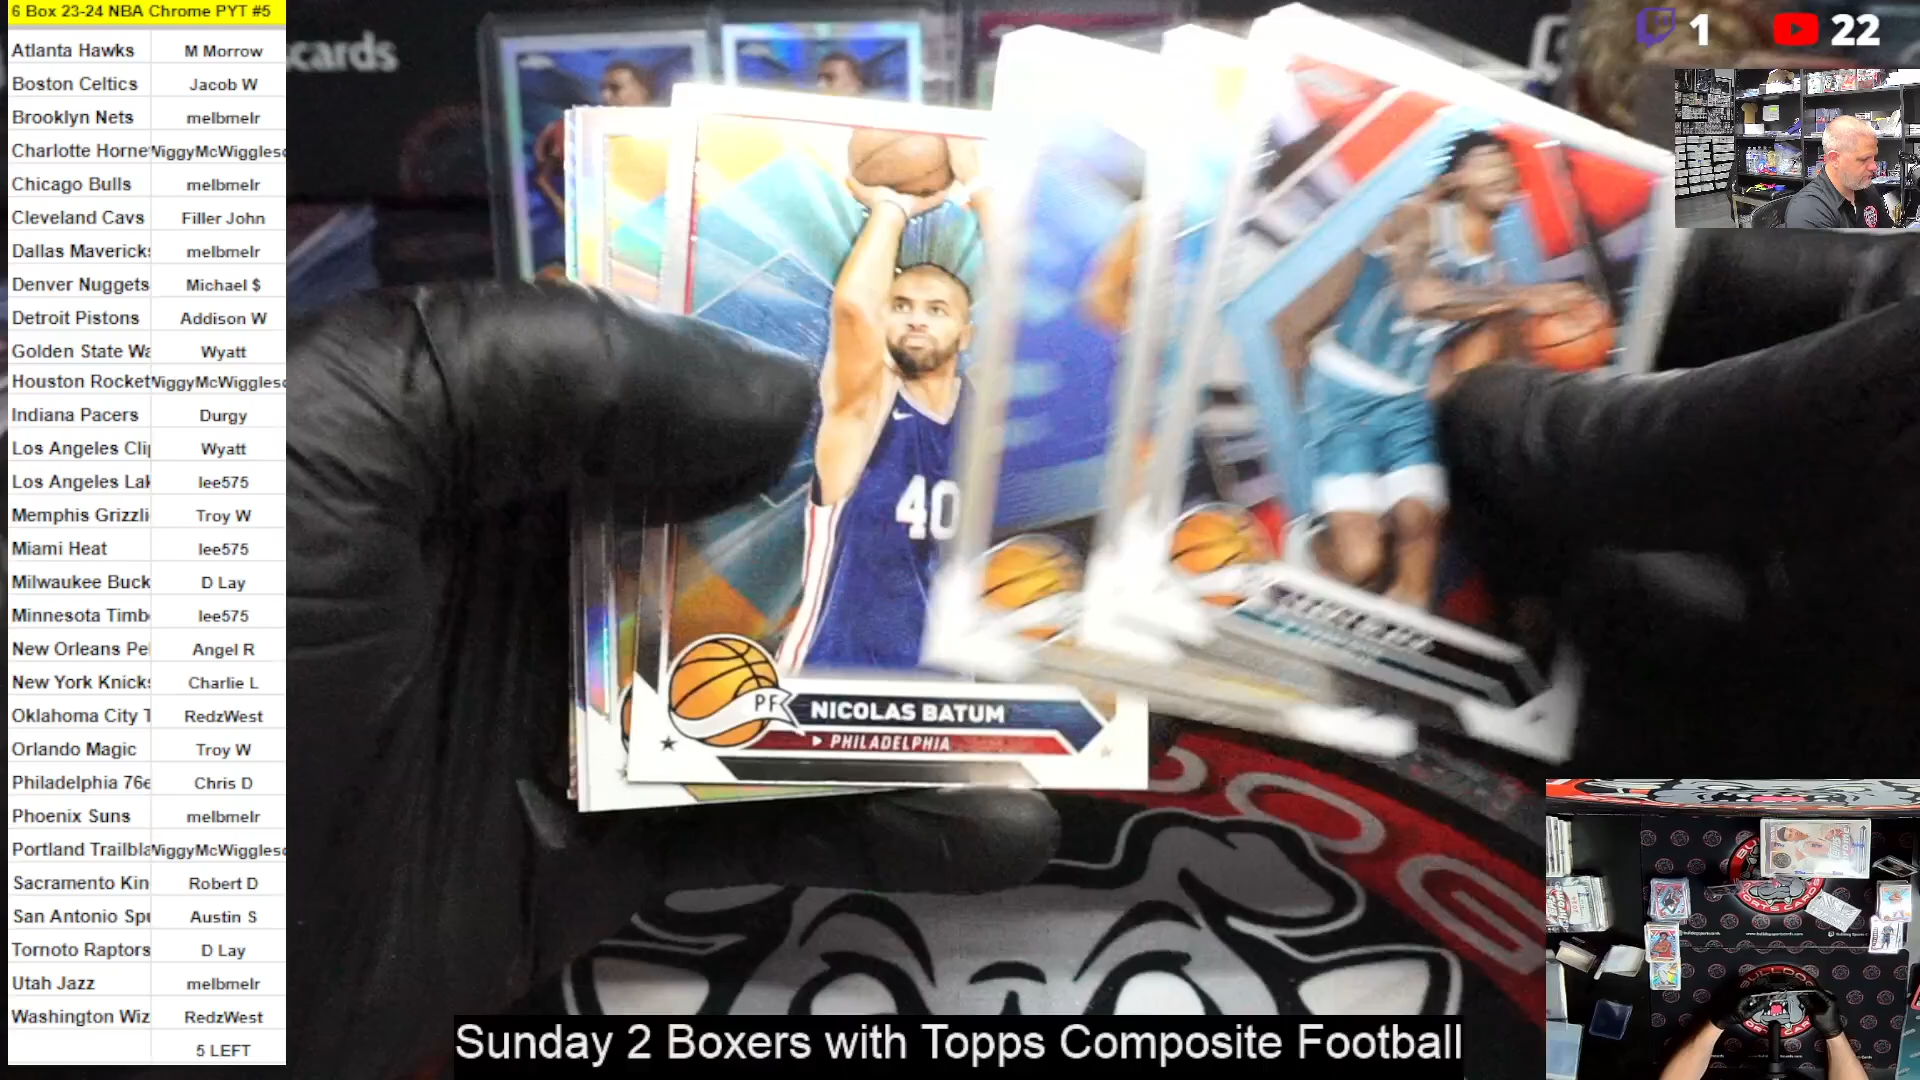 6 Box 23-24 NBA Chrome PYT #5
Atlanta Hawks M Morrow
Boston Celtics Jacob W
Brooklyn Nets melbmelr
Charlotte Horne WiggyMcWigglesc
Chicago Bulls melbmelr
Cleveland Cavs Filler John
Dallas Maverick melbmelr
Denver Nuggets Michael $
Detroit Pistons Addison W
Golden State Wa Wyatt
Houston Rocket WiggyMcWigglesc
Indiana Pacers Durgy
Los Angeles Cli Wyatt
Los Angeles Lak lee575
Memphis Grizzli Troy W
Miami Heat lee575
Milwaukee Buck D Lay
Minnesota Timb lee575
New Orleans Pe Angel R
New York Knick Charlie L
Oklahoma City T RedzWest
Orlando Magic Troy W
Philadelphia 76e Chris D
Phoenix Suns melbmelr
Portland Trailbla WiggyMcWigglesc
Sacramento Kin Robert D
San Antonio Spu Austin S
Tornoto Raptors D Lay
Utah Jazz melbmelr
Washington Wiz RedzWest
5 LEFT
cards
1 22
40
PF NICOLAS BATUM
PHILADELPHIA
Sunday 2 Boxers with Topps Composite Football